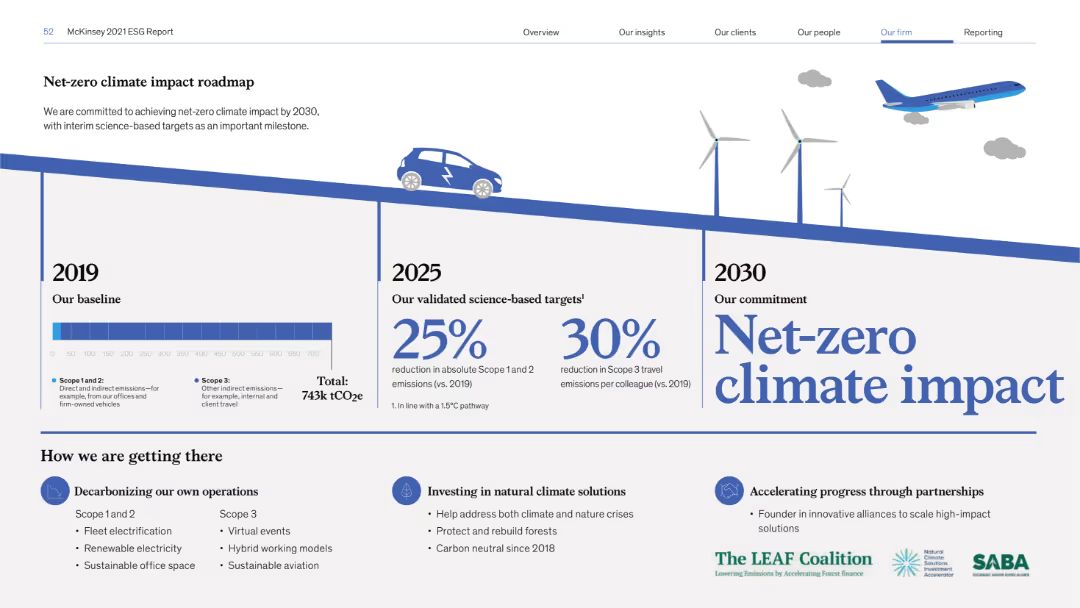 52 McKinsey 2021 ESG Report
Overview
Our insights
Our clients
Our people
Our firm
Reporting
Net-zero climate impact roadmap
We are committed to achieving net-zero climate impact by 2030,
with interim science-based targets as an important milestone.
2019
Our baseline
0 50 100 150 200 250 300 350 400 450 500 550 600 650 700
Scope 1 and 2:
Direct and indirect emissions—for
example, from our offices and
firm-owned vehicles
Scope 3:
Other indirect emissions—
for example, internal and
client travel
Total:
743k tCO2e
2025
Our validated science-based targets¹
25%
reduction in absolute Scope 1 and 2
emissions (vs. 2019)
30%
reduction in Scope 3 travel
emissions per colleague (vs. 2019)
1. In line with a 1.5°C pathway
2030
Our commitment
Net-zero
climate impact
How we are getting there
Decarbonizing our own operations
Scope 1 and 2
• Fleet electrification
• Renewable electricity
• Sustainable office space
Scope 3
• Virtual events
• Hybrid working models
• Sustainable aviation
Investing in natural climate solutions
• Help address both climate and nature crises
• Protect and rebuild forests
• Carbon neutral since 2018
Accelerating progress through partnerships
• Founder in innovative alliances to scale high-impact
solutions
The LEAF Coalition
Lowering Emissions by Accelerating Forest finance
Natural
Climate
Solutions
Investment
Accelerator
SABA